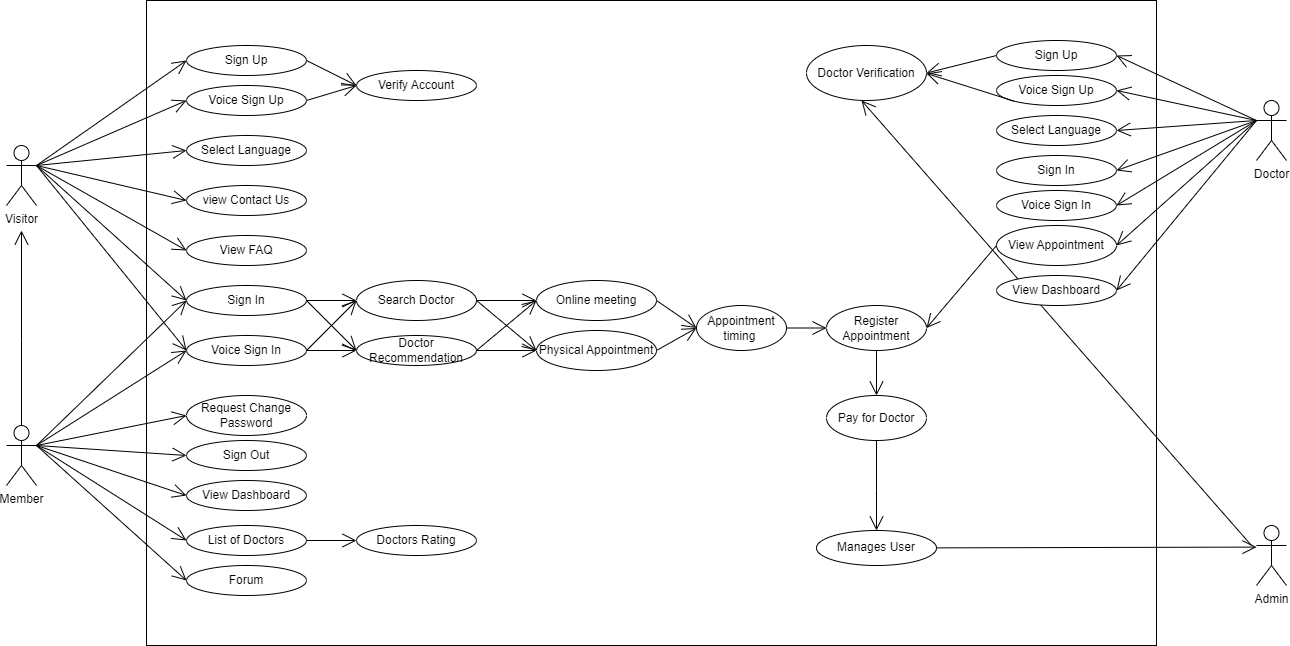 Sign Up
Voice Sign Up
Verify Account
Select Language
view Contact Us
View FAQ
Visitor
Sign In
Voice Sign In
Search Doctor
Doctor
Recommendation
Online meeting
Physical Appointment
Appointment
timing
Register
Appointment
Pay for Doctor
Manages User
Request Change
Password
Sign Out
View Dashboard
List of Doctors
Doctors Rating
Forum
Member
Doctor Verification
Sign Up
Voice Sign Up
Select Language
Sign In
Voice Sign In
View Appointment
View Dashboard
Doctor
Admin